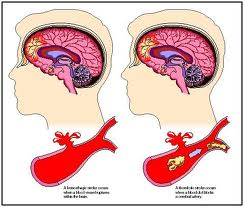 A hemorrhagic stroke occurs
when a blood vessel ruptures
within the brain.
A thrombotic stroke occurs
when a blood clot blocks
a cerebral artery.